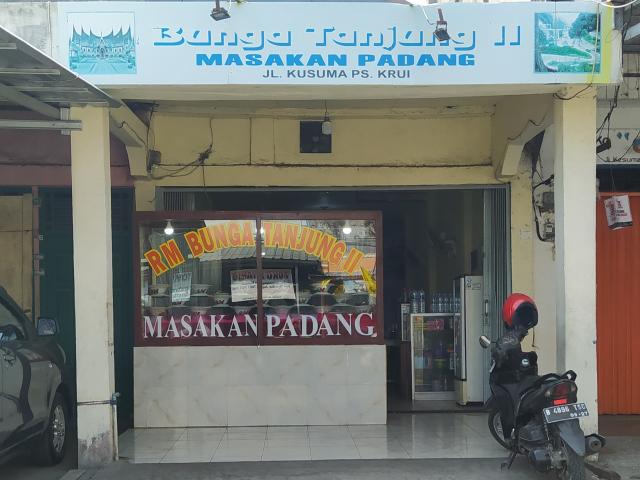 Bunga Tanjung II
MASAKAN PADANG
JL. KUSUMA PS. KRUI
RM BUNGA TANJUNG II
MASAKAN PADANG